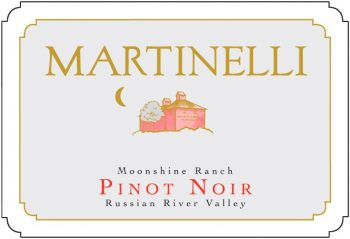 MARTINELLI
Moonshine Ranch
PINOT NOIR
Russian River Valley